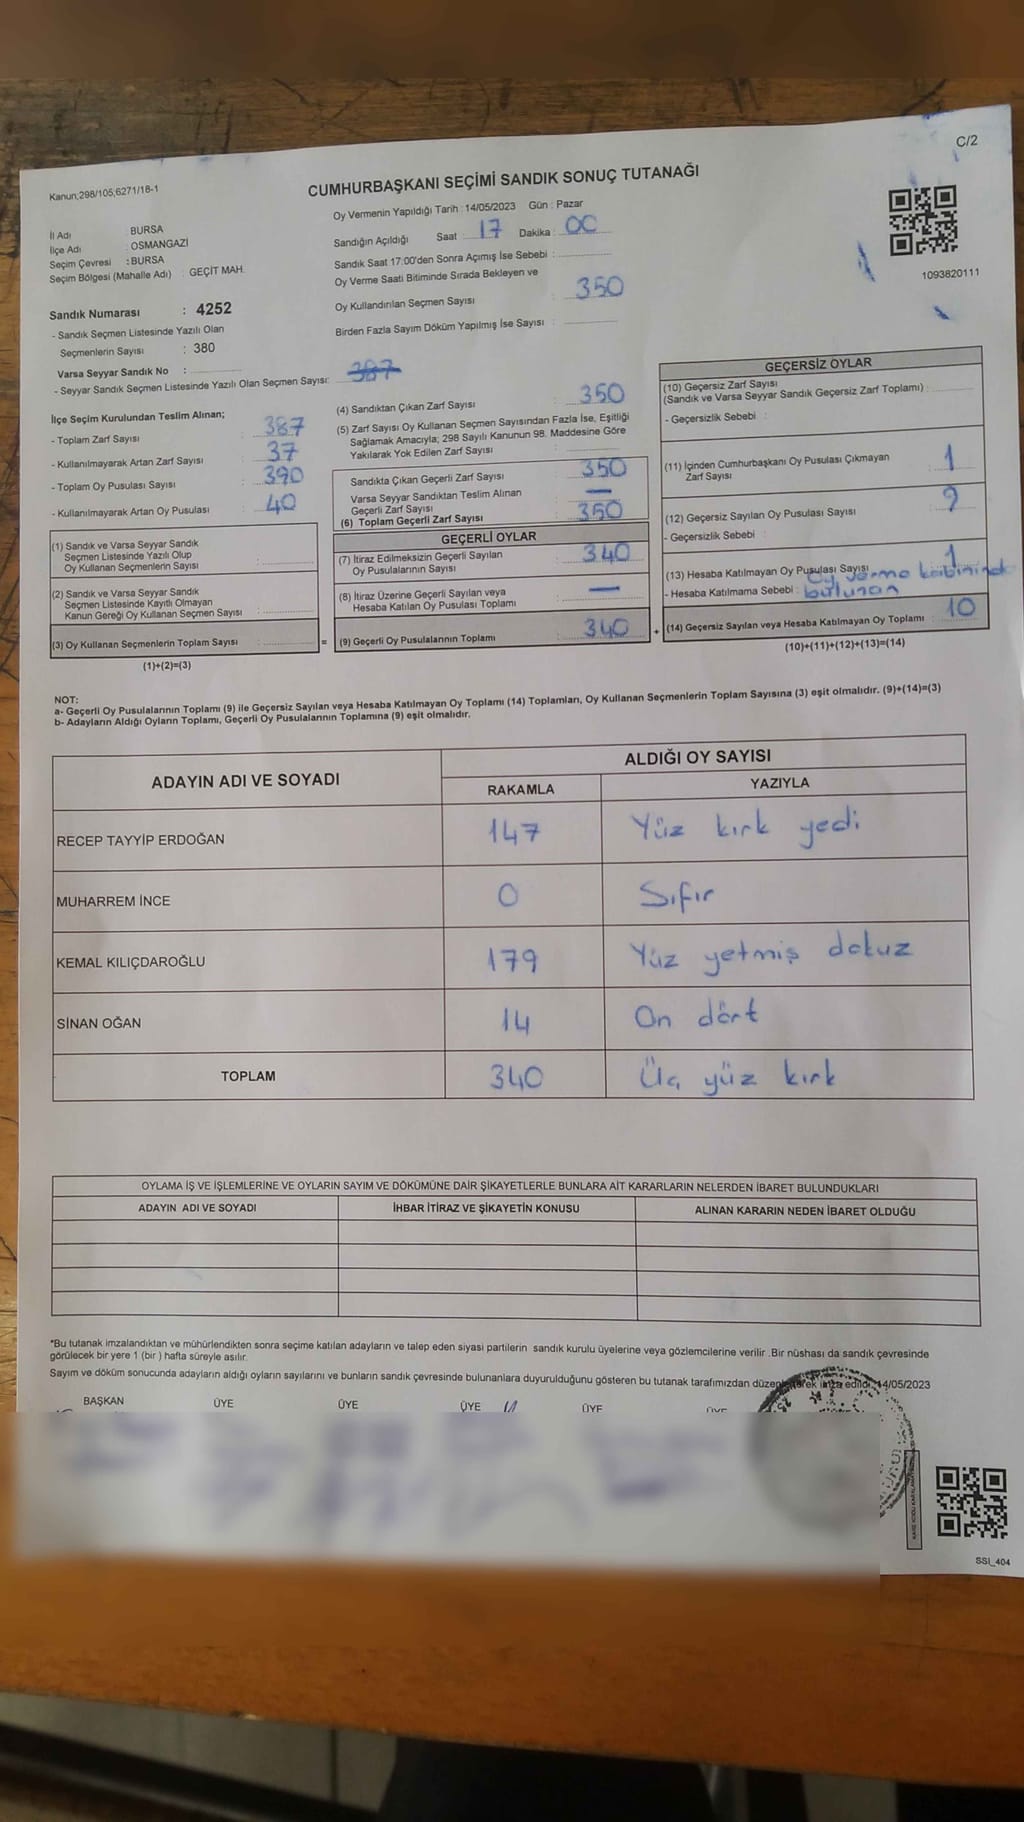 C/2
Kanun;298/105;6271/18-1
CUMHURBAŞKANI SEÇİMİ SANDIK SONUÇ TUTANAĞI
1093820111
İl Adı : BURSA
İlçe Adı : OSMANGAZİ
Seçim Çevresi : BURSA
Seçim Bölgesi (Mahalle Adı) : GEÇİT MAH.
Sandık Numarası : 4252
- Sandık Seçmen Listesinde Yazılı Olan
Seçmenlerin Sayısı : 380
Varsa Seyyar Sandık No :
- Seyyar Sandık Seçmen Listesinde Yazılı Olan Seçmen Sayısı: 387
Oy Vermenin Yapıldığı Tarih : 14/05/2023 Gün : Pazar
Sandığın Açıldığı Saat : 17 Dakika : 00
Sandık Saat 17:00'den Sonra Açımış İse Sebebi :
Oy Verme Saati Bitiminde Sırada Bekleyen ve
Oy Kullandırılan Seçmen Sayısı : 350
Birden Fazla Sayım Döküm Yapılmış İse Sayısı :
İlçe Seçim Kurulundan Teslim Alınan;
- Toplam Zarf Sayısı : 387
- Kullanılmayarak Artan Zarf Sayısı : 37
- Toplam Oy Pusulası Sayısı : 390
- Kullanılmayarak Artan Oy Pusulası : 40
(1) Sandık ve Varsa Seyyar Sandık
Seçmen Listesinde Yazılı Olup
Oy Kullanan Seçmenlerin Sayısı :
(2) Sandık ve Varsa Seyyar Sandık
Seçmen Listesinde Kayıtlı Olmayan
Kanun Gereği Oy Kullanan Seçmen Sayısı :
(3) Oy Kullanan Seçmenlerin Toplam Sayısı :
(1)+(2)=(3)
(4) Sandıktan Çıkan Zarf Sayısı : 350
(5) Zarf Sayısı Oy Kullanan Seçmen Sayısından Fazla İse, Eşitliği
Sağlamak Amacıyla; 298 Sayılı Kanunun 98. Maddesine Göre
Yakılarak Yok Edilen Zarf Sayısı :
Sandıkta Çıkan Geçerli Zarf Sayısı : 350
Varsa Seyyar Sandıktan Teslim Alınan
Geçerli Zarf Sayısı : —
(6) Toplam Geçerli Zarf Sayısı : 350
GEÇERLİ OYLAR
(7) İtiraz Edilmeksizin Geçerli Sayılan
Oy Pusulalarının Sayısı : 340
(8) İtiraz Üzerine Geçerli Sayılan veya
Hesaba Katılan Oy Pusulası Toplamı : —
= (9) Geçerli Oy Pusulalarının Toplamı : 340
GEÇERSİZ OYLAR
(10) Geçersiz Zarf Sayısı
(Sandık ve Varsa Seyyar Sandık Geçersiz Zarf Toplamı) :
- Geçersizlik Sebebi :
(11) İçinden Cumhurbaşkanı Oy Pusulası Çıkmayan
Zarf Sayısı : 1
(12) Geçersiz Sayılan Oy Pusulası Sayısı : 9
- Geçersizlik Sebebi :
(13) Hesaba Katılmayan Oy Pusulası Sayısı : 1
- Hesaba Katılmama Sebebi : Oy verme kabininde
bulunan
+ (14) Geçersiz Sayılan veya Hesaba Katılmayan Oy Toplamı : 10
(10)+(11)+(12)+(13)=(14)
NOT:
a- Geçerli Oy Pusulalarının Toplamı (9) ile Geçersiz Sayılan veya Hesaba Katılmayan Oy Toplamı (14) Toplamları, Oy Kullanan Seçmenlerin Toplam Sayısına (3) eşit olmalıdır. (9)+(14)=(3)
b- Adayların Aldığı Oyların Toplamı, Geçerli Oy Pusulalarının Toplamına (9) eşit olmalıdır.
ADAYIN ADI VE SOYADI ALDIĞI OY SAYISI
RAKAMLA YAZIYLA
RECEP TAYYİP ERDOĞAN 147 Yüz kırk yedi
MUHARREM İNCE 0 Sıfır
KEMAL KILIÇDAROĞLU 179 Yüz yetmiş dokuz
SİNAN OĞAN 14 On dört
TOPLAM 340 Üç yüz kırk
OYLAMA İŞ VE İŞLEMLERİNE VE OYLARIN SAYIM VE DÖKÜMÜNE DAİR ŞİKAYETLERLE BUNLARA AİT KARARLARIN NELERDEN İBARET BULUNDUKLARI
ADAYIN ADI VE SOYADI İHBAR İTİRAZ VE ŞİKAYETİN KONUSU ALINAN KARARIN NEDEN İBARET OLDUĞU
*Bu tutanak imzalandıktan ve mühürlendikten sonra seçime katılan adayların ve talep eden siyasi partilerin sandık kurulu üyelerine veya gözlemcilerine verilir .Bir nüshası da sandık çevresinde
görülecek bir yere 1 (bir ) hafta süreyle asılır.
Sayım ve döküm sonucunda adayların aldığı oyların sayılarını ve bunların sandık çevresinde bulunanlara duyurulduğunu gösteren bu tutanak tarafımızdan düzenlenerek imza edildi. 14/05/2023
BAŞKAN ÜYE ÜYE ÜYE ÜYE ÜYE
SSI_404